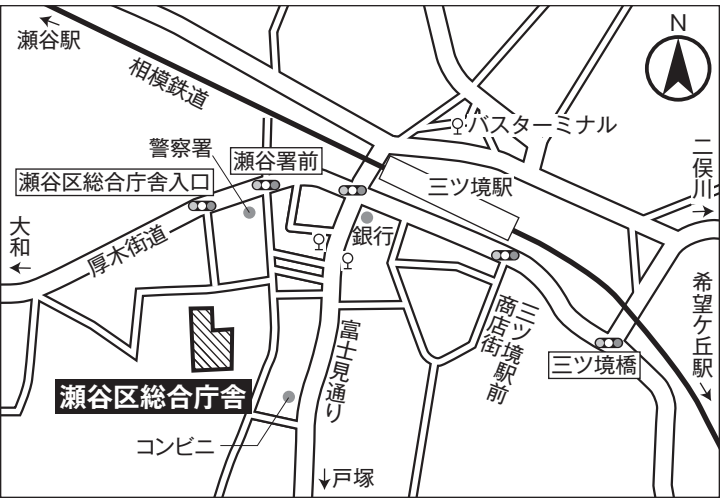 瀬谷駅
N
相模鉄道
バスターミナル
警察署
瀬谷署前
瀬谷区総合庁舎入口
三ツ境駅
二俣川
大和
厚木街道
銀行
希望ケ丘駅
三ツ境駅前
商店街
富士見通り
三ツ境橋
瀬谷区総合庁舎
コンビニ
戸塚